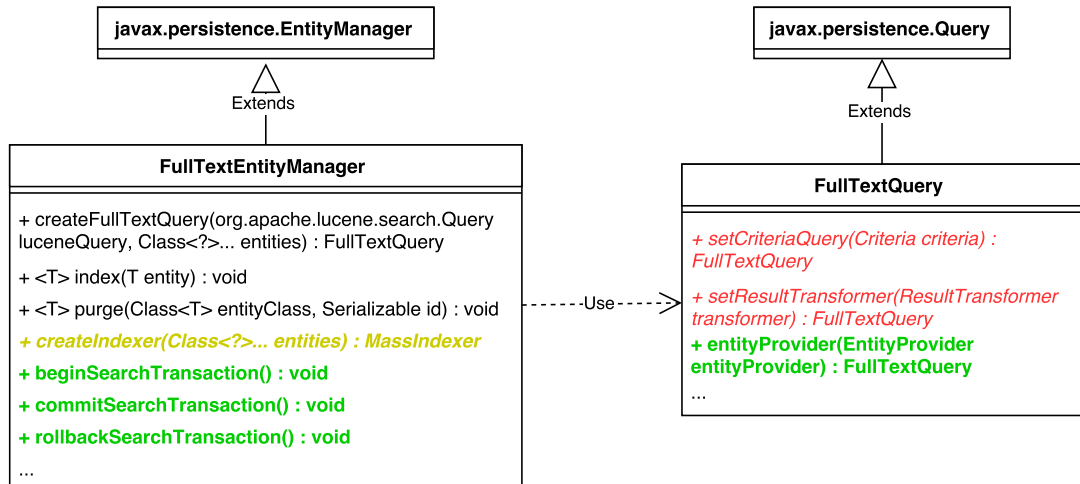 javax.persistence.EntityManager
Extends
FullTextEntityManager
+ createFullTextQuery(org.apache.lucene.search.Query
luceneQuery, Class<?>... entities) : FullTextQuery
+ <T> index(T entity) : void
+ <T> purge(Class<T> entityClass, Serializable id) : void
+ createIndexer(Class<?>... entities) : MassIndexer
+ beginSearchTransaction() : void
+ commitSearchTransaction() : void
+ rollbackSearchTransaction() : void
...
Use
javax.persistence.Query
Extends
FullTextQuery
+ setCriteriaQuery(Criteria criteria) :
FullTextQuery
+ setResultTransformer(ResultTransformer
transformer) : FullTextQuery
+ entityProvider(EntityProvider
entityProvider) : FullTextQuery
...